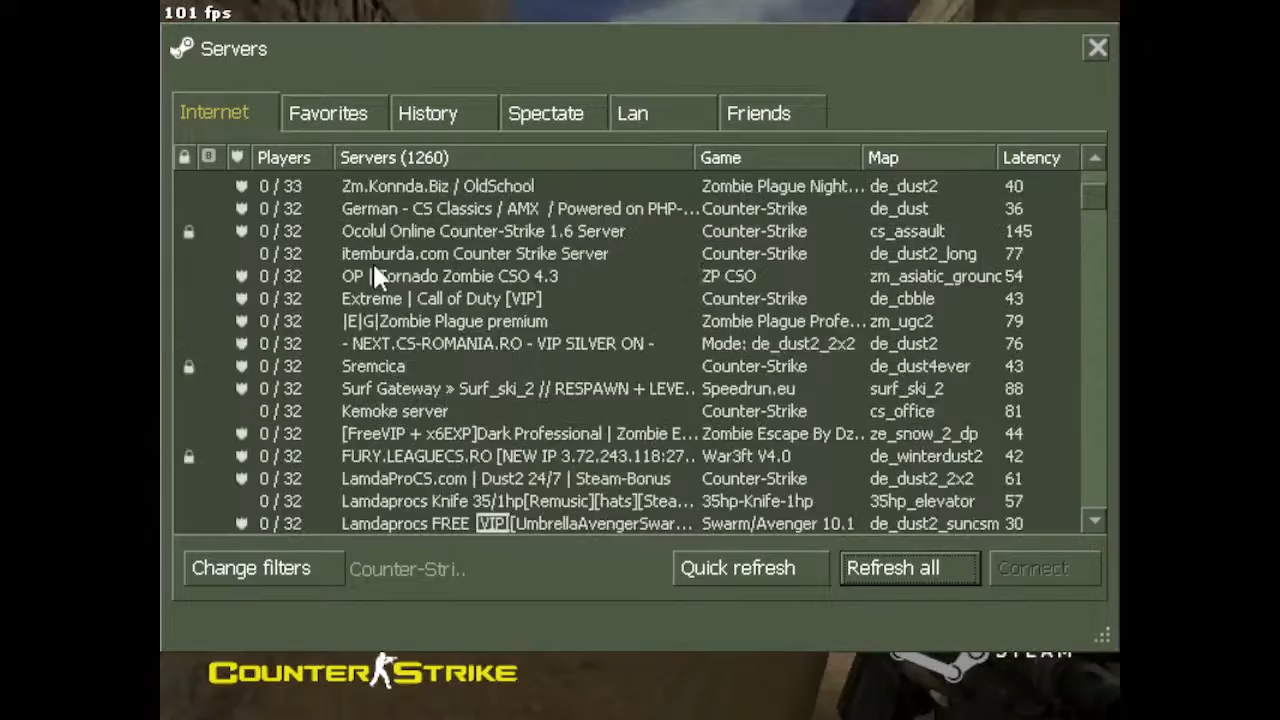 101 fps
Servers
Internet Favorites History Spectate Lan Friends
B Players Servers (1260) Game Map Latency
0 / 33 Zm.Konnda.Biz / OldSchool Zombie Plague Night... de_dust2 40
0 / 32 German - CS Classics / AMX / Powered on PHP-... Counter-Strike de_dust 36
0 / 32 Ocolul Online Counter-Strike 1.6 Server Counter-Strike cs_assault 145
0 / 32 itemburda.com Counter Strike Server Counter-Strike de_dust2_long 77
0 / 32 OP | Tornado Zombie CSO 4.3 ZP CSO zm_asiatic_ground 54
0 / 32 Extreme | Call of Duty [VIP] Counter-Strike de_cbble 43
0 / 32 |E|G|Zombie Plague premium Zombie Plague Profe... zm_ugc2 79
0 / 32 - NEXT.CS-ROMANIA.RO - VIP SILVER ON - Mode: de_dust2_2x2 de_dust2 76
0 / 32 Sremcica Counter-Strike de_dust4ever 43
0 / 32 Surf Gateway » Surf_ski_2 // RESPAWN + LEVE... Speedrun.eu surf_ski_2 88
0 / 32 Kemoke server Counter-Strike cs_office 81
0 / 32 [FreeVIP + x6EXP]Dark Professional | Zombie E... Zombie Escape By Dz... ze_snow_2_dp 44
0 / 32 FURY.LEAGUECS.RO [NEW IP 3.72.243.118:27... War3ft V4.0 de_winterdust2 42
0 / 32 LamdaProCS.com | Dust2 24/7 | Steam-Bonus Counter-Strike de_dust2_2x2 61
0 / 32 Lamdaprocs Knife 35/1hp[Remusic][hats][Stea... 35hp-Knife-1hp 35hp_elevator 57
0 / 32 Lamdaprocs FREE [VIP][UmbrellaAvengerSwar... Swarm/Avenger 10.1 de_dust2_suncsm 30
Change filters Counter-Stri.. Quick refresh Refresh all Connect
COUNTER STRIKE STEAM